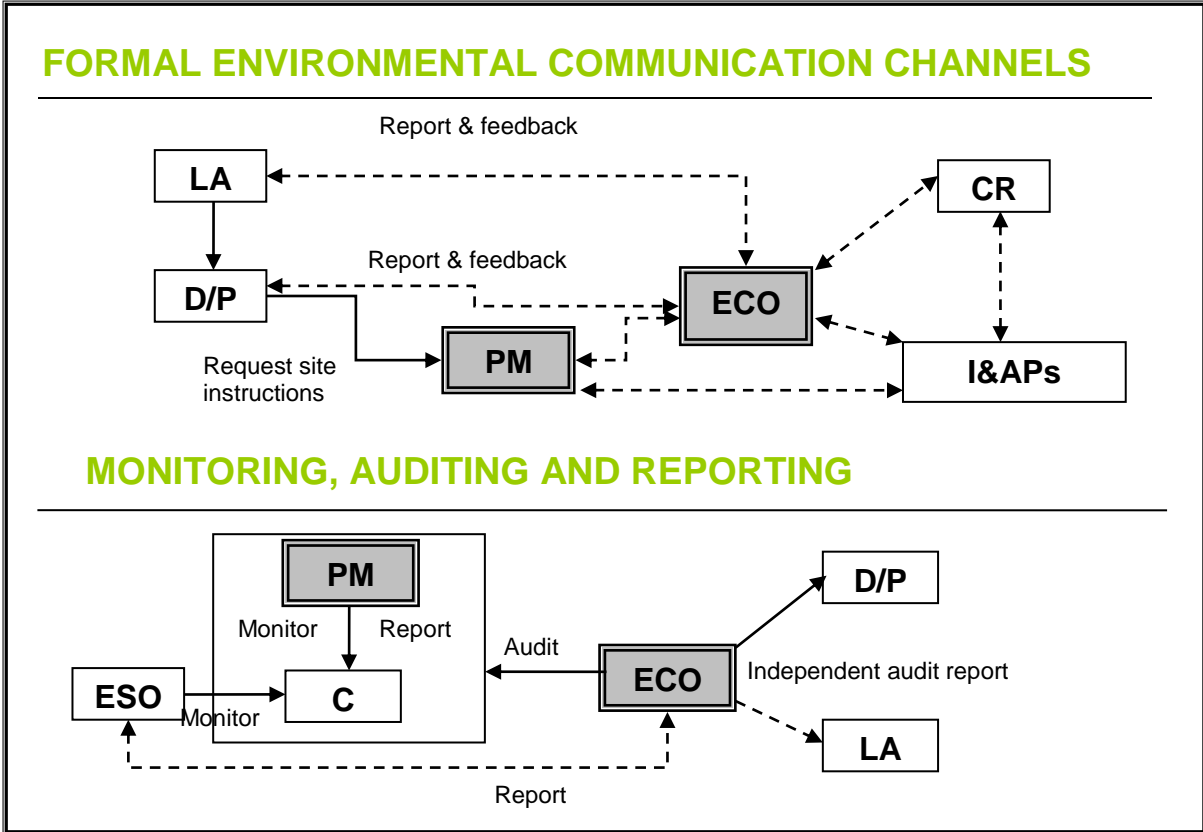 FORMAL ENVIRONMENTAL COMMUNICATION CHANNELS
Report & feedback
LA
CR
Report & feedback
D/P
ECO
PM
Request site
instructions
I&APs
MONITORING, AUDITING AND REPORTING
PM
D/P
Monitor
Report
Audit
ECO
Independent audit report
ESO
C
Monitor
LA
Report